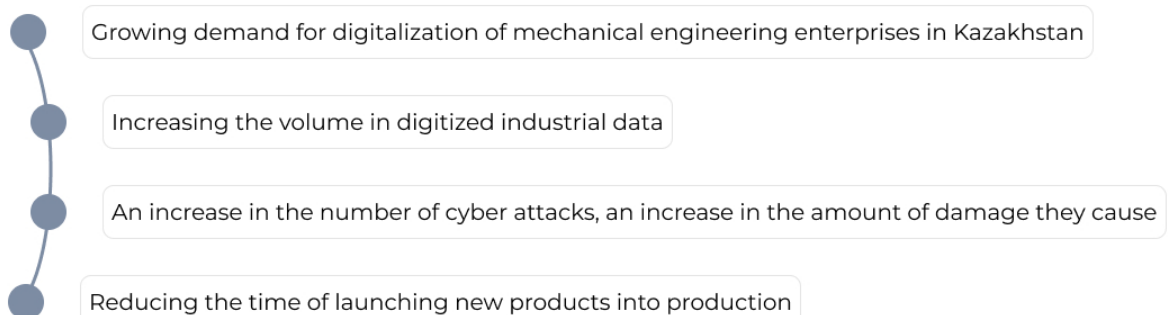 Growing demand for digitalization of mechanical engineering enterprises in Kazakhstan
Increasing the volume in digitized industrial data
An increase in the number of cyber attacks, an increase in the amount of damage they cause
Reducing the time of launching new products into production